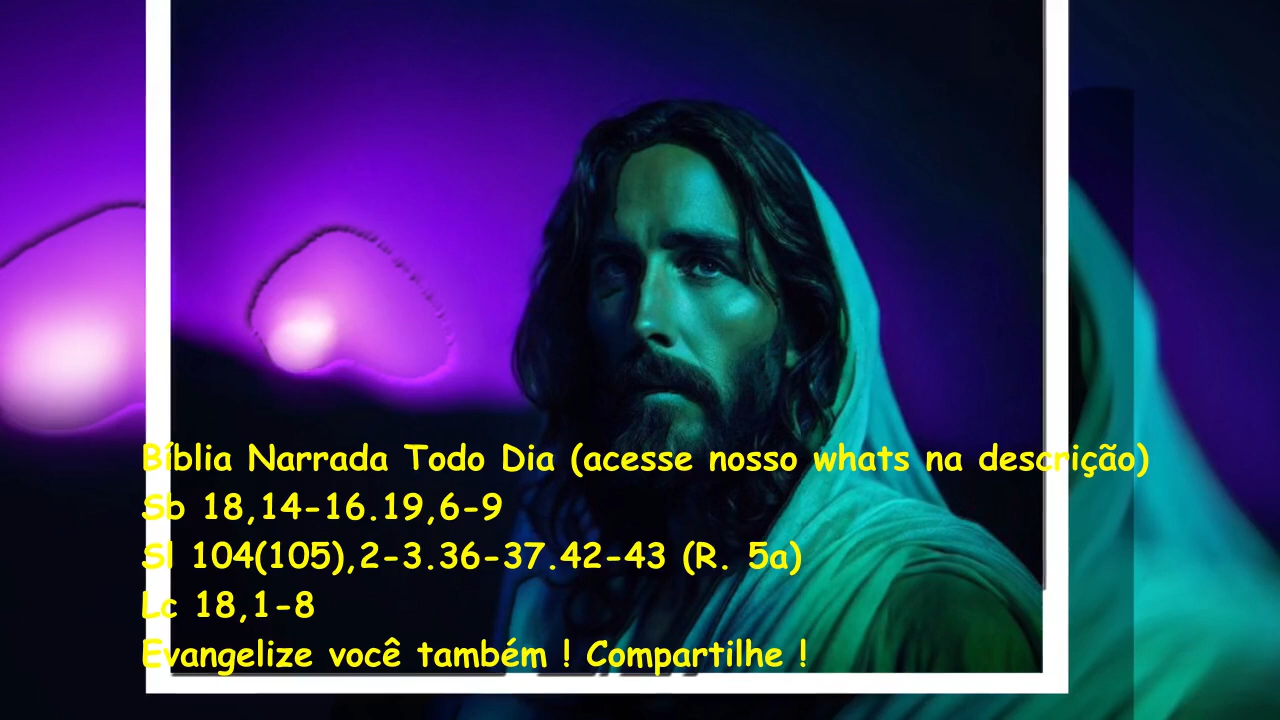 Bíblia Narrada Todo Dia (acesse nosso whats na descrição)
Sb 18,14-16.19,6-9
Sl 104(105),2-3.36-37.42-43 (R. 5a)
Lc 18,1-8
Evangelize você também ! Compartilhe !